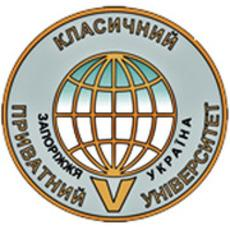 КЛАСИЧНИЙ
ПРИВАТНИЙ
УНІВЕРСИТЕТ
ЗАПОРІЖЖЯ
УКРАЇНА
V